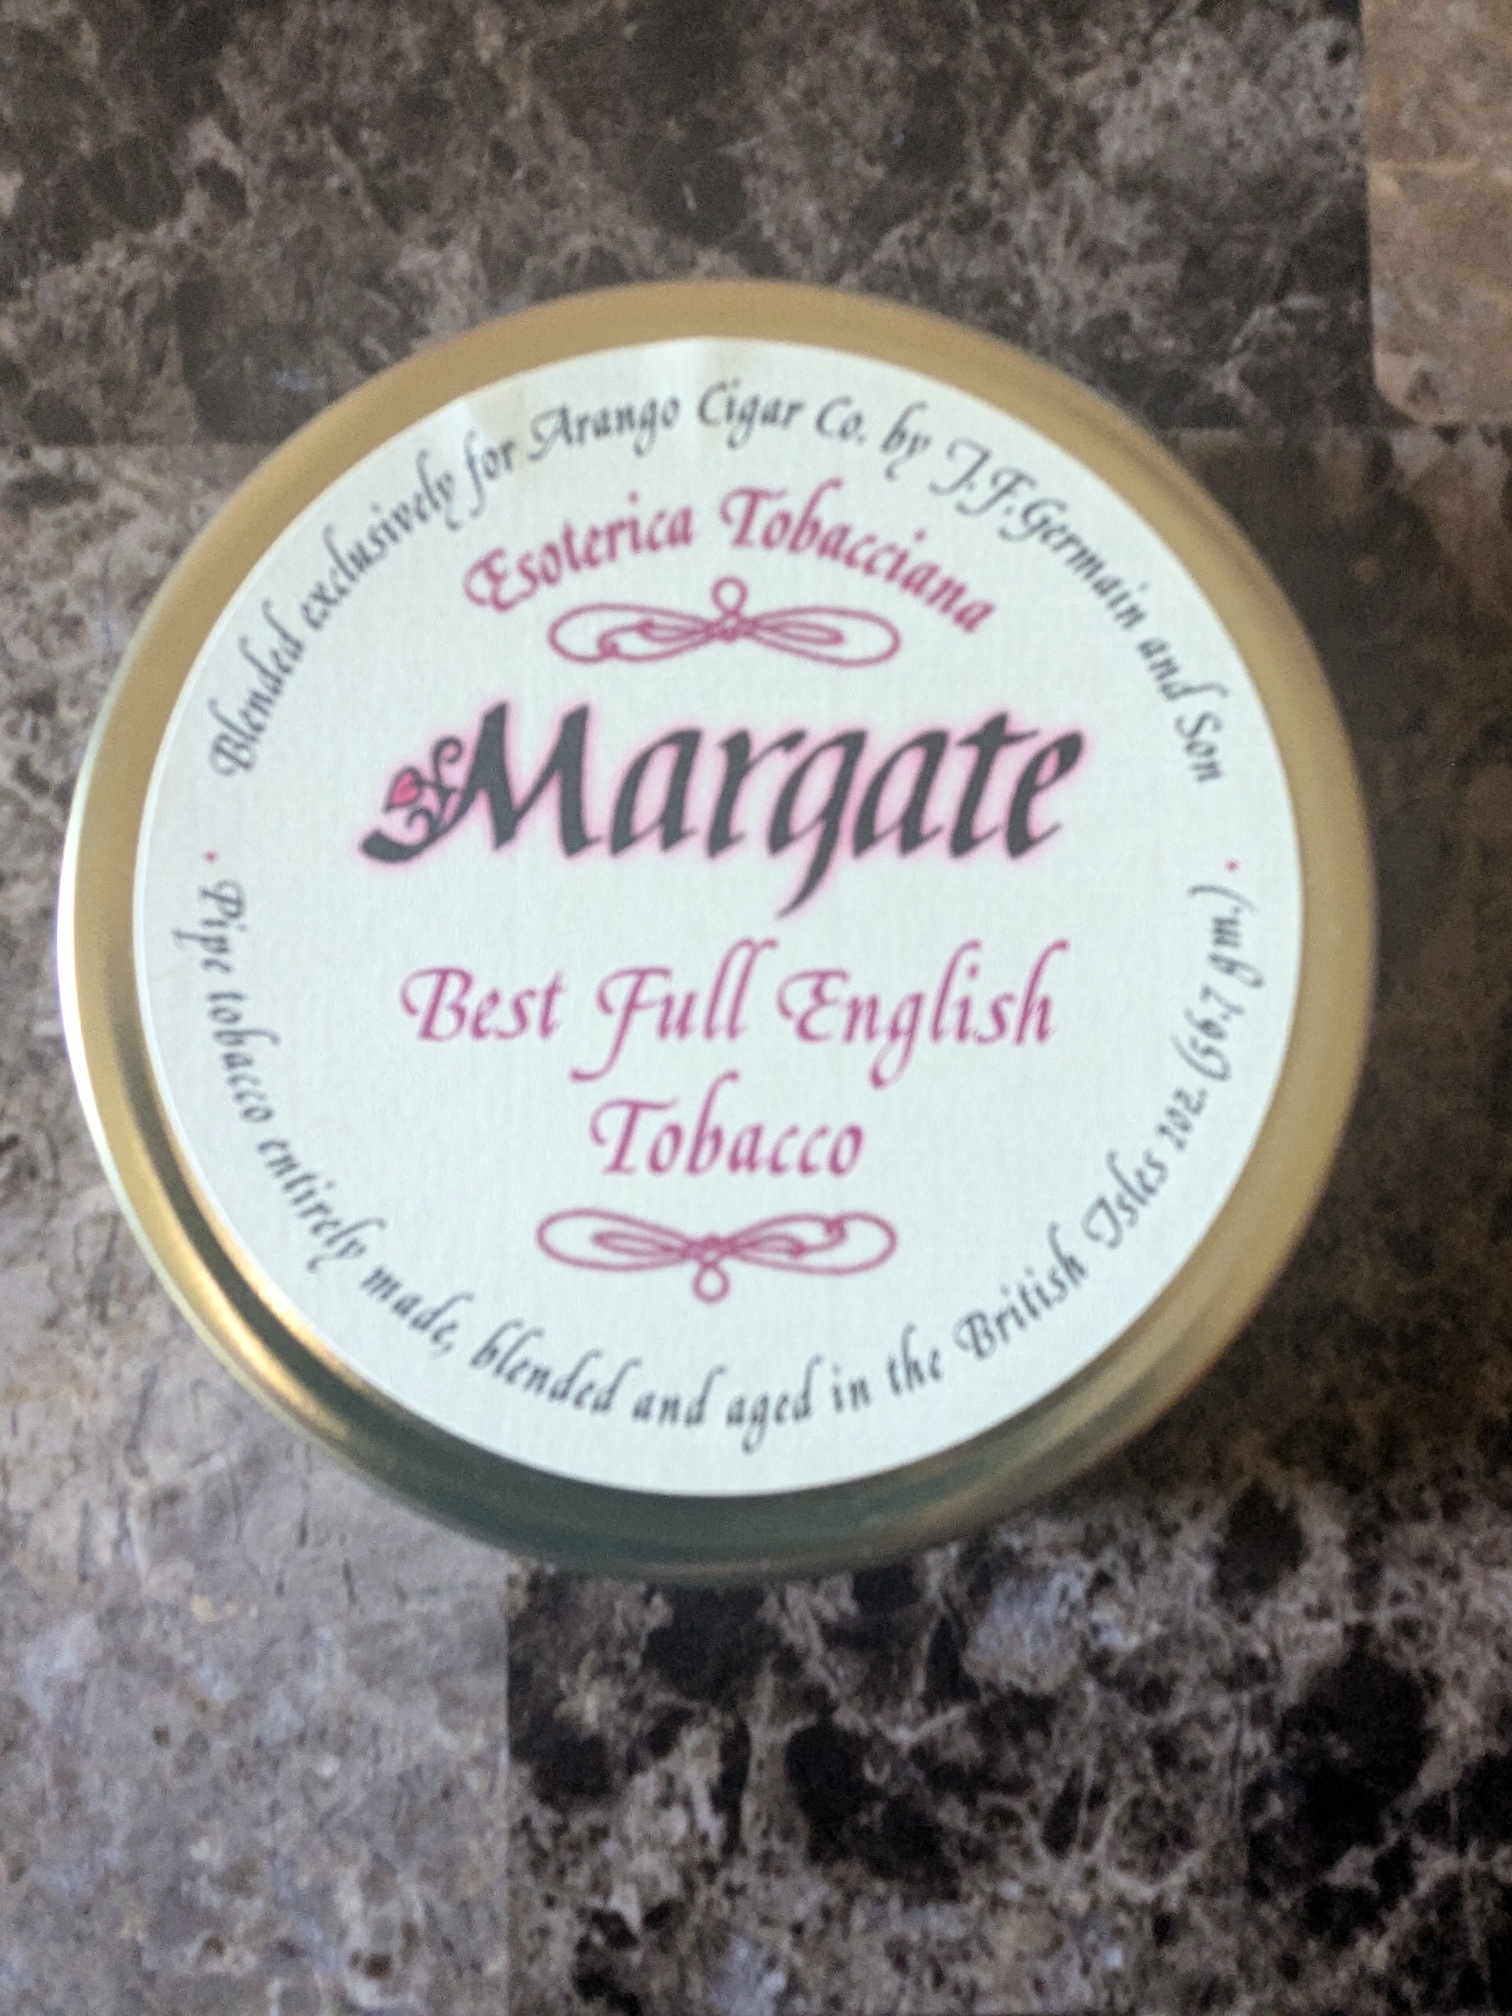 Blended exclusively for Arango Cigar Co. by J.F.Germain and Son
Esoterica Tobacciana
Margate
Best Full English
Tobacco
· Pipe tobacco entirely made, blended and aged in the British Isles 2oz. (56.7 gm.) ·